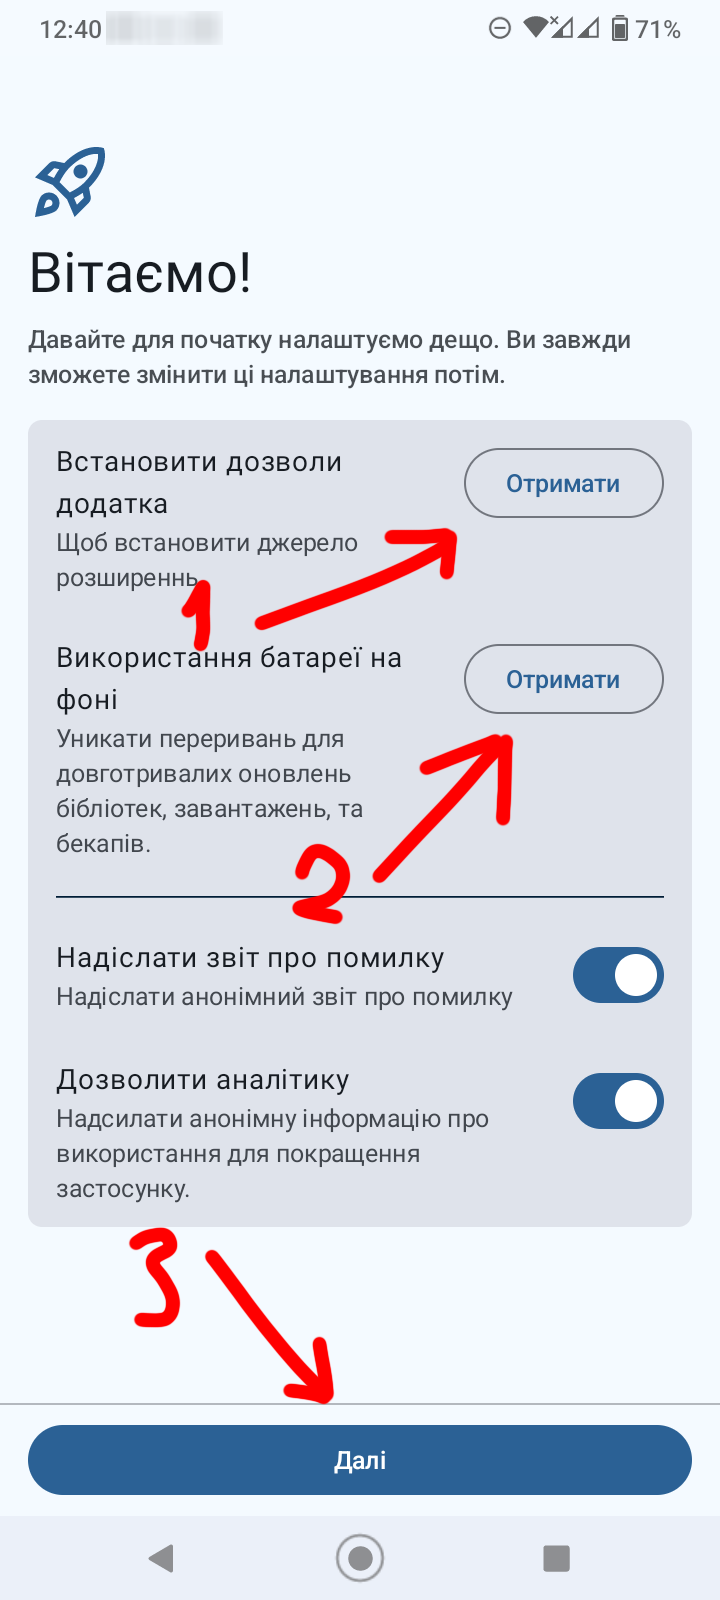 12:40
71%
Вітаємо!
Давайте для початку налаштуємо дещо. Ви завжди
зможете змінити ці налаштування потім.
Встановити дозволи
додатка
Отримати
Щоб встановити джерело
розширеннь
1
Використання батареї на
фоні
Отримати
Уникати переривань для
довготривалих оновлень
бібліотек, завантажень, та
бекапів.
2
Надіслати звіт про помилку
Надіслати анонімний звіт про помилку
Дозволити аналітику
Надсилати анонімну інформацію про
використання для покращення
застосунку.
3
Далі